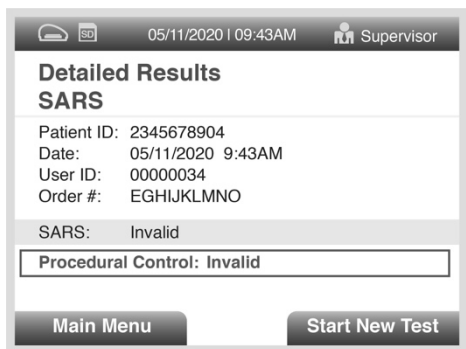 SD 05/11/2020 | 09:43AM Supervisor
Detailed Results
SARS
Patient ID: 2345678904
Date: 05/11/2020 9:43AM
User ID: 00000034
Order #: EGHIJKLMNO
SARS: Invalid
Procedural Control: Invalid
Main Menu Start New Test